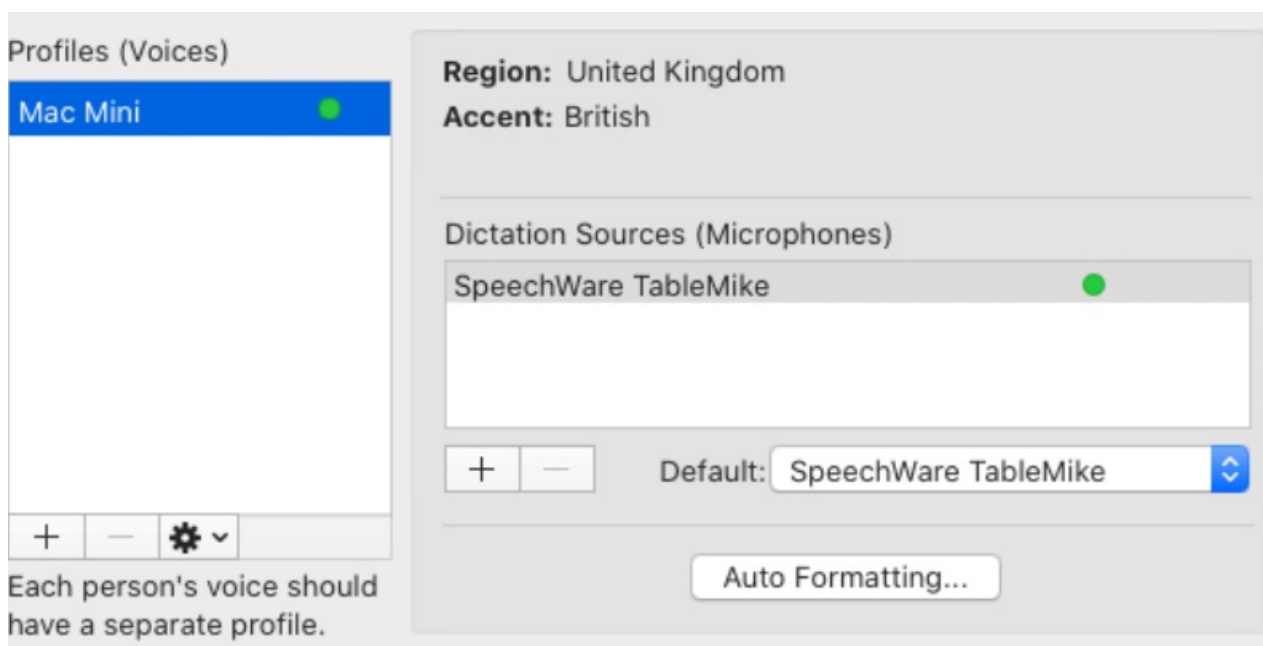 Profiles (Voices)
Mac Mini
Each person's voice should
have a separate profile.
Region: United Kingdom
Accent: British
Dictation Sources (Microphones)
SpeechWare TableMike
Default: SpeechWare TableMike
Auto Formatting...